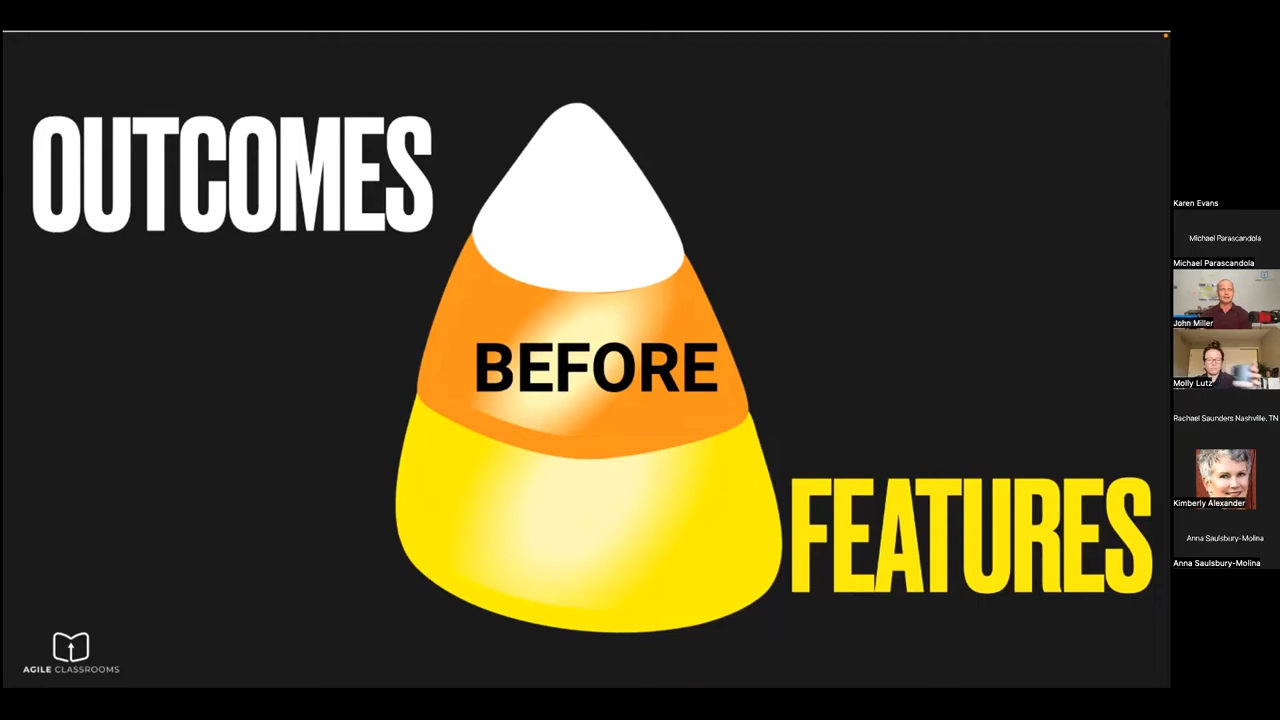 OUTCOMES
BEFORE
FEATURES
AGILE CLASSROOMS
Karen Evans
Michael Parascandola
Michael Parascandola
John Miller
Molly Lutz
Rachael Saunders Nashville, TN
Kimberly Alexander
Anna Saulsbury-Molina
Anna Saulsbury-Molina